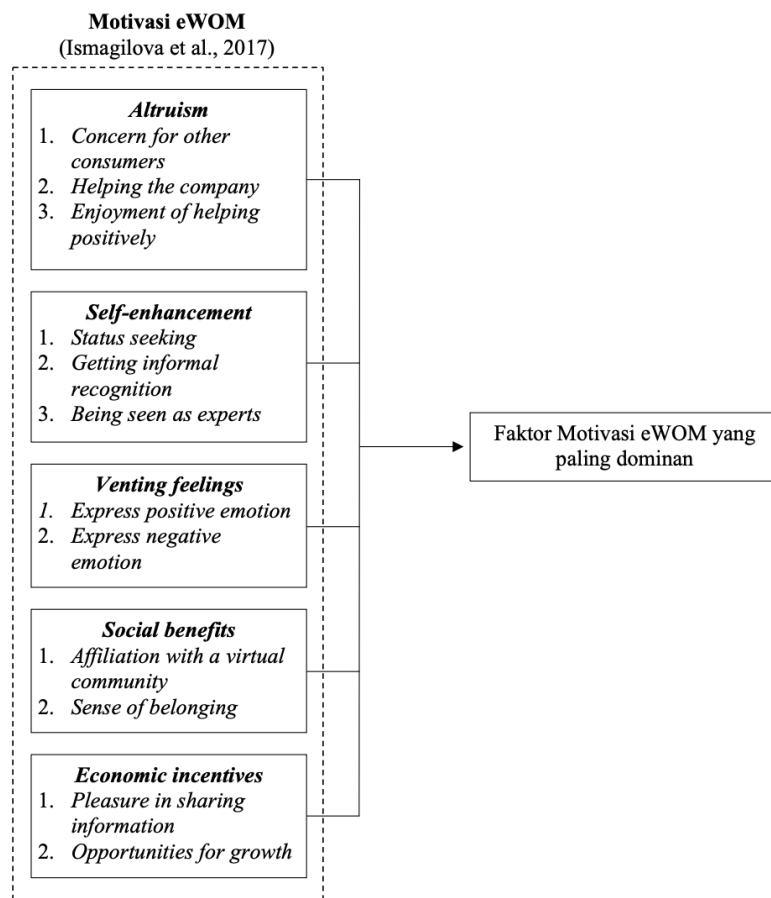 Motivasi eWOM
(Ismagilova et al., 2017)
Altruism
1. Concern for other
consumers
2. Helping the company
3. Enjoyment of helping
positively
Self-enhancement
1. Status seeking
2. Getting informal
recognition
3. Being seen as experts
Venting feelings
1. Express positive emotion
2. Express negative
emotion
Social benefits
1. Affiliation with a virtual
community
2. Sense of belonging
Economic incentives
1. Pleasure in sharing
information
2. Opportunities for growth
Faktor Motivasi eWOM yang
paling dominan